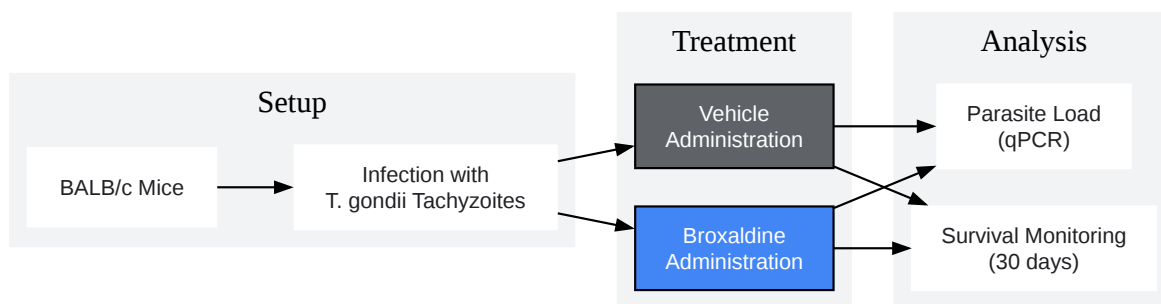 Setup
BALB/c Mice
Infection with
T. gondii Tachyzoites
Treatment
Vehicle
Administration
Broxaldine
Administration
Analysis
Parasite Load
(qPCR)
Survival Monitoring
(30 days)